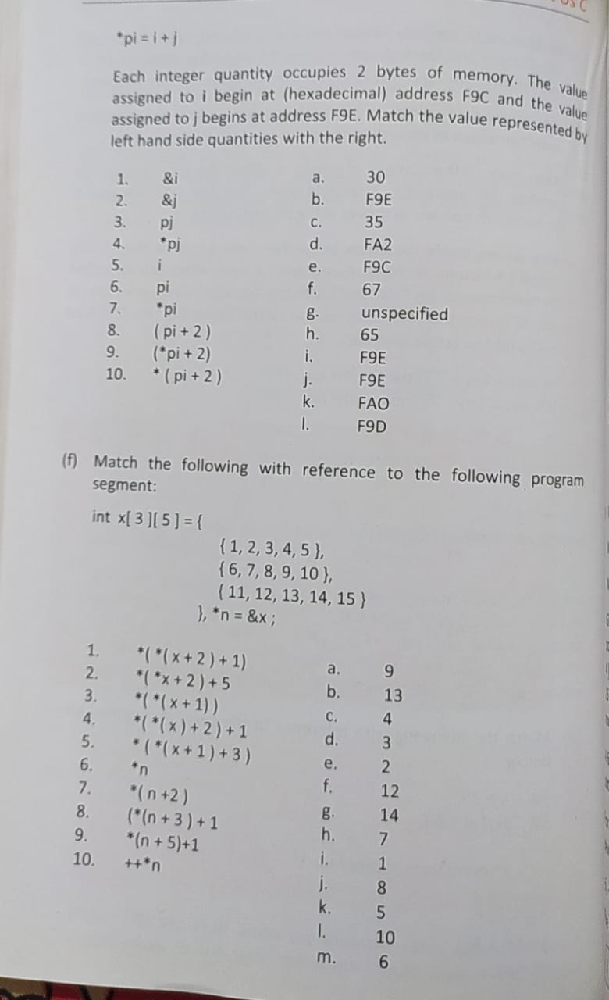 OS C
*pi = i + j
Each integer quantity occupies 2 bytes of memory. The value
assigned to i begin at (hexadecimal) address F9C and the value
assigned to j begins at address F9E. Match the value represented by
left hand side quantities with the right.
1. &i a. 30
2. &j b. F9E
3. pj c. 35
4. *pj d. FA2
5. i e. F9C
6. pi f. 67
7. *pi g. unspecified
8. ( pi + 2 ) h. 65
9. (*pi + 2) i. F9E
10. * ( pi + 2 ) j. F9E
k. FAO
l. F9D
(f) Match the following with reference to the following program
segment:
int x[ 3 ][ 5 ] = {
{ 1, 2, 3, 4, 5 },
{ 6, 7, 8, 9, 10 },
{ 11, 12, 13, 14, 15 }
}, *n = &x ;
1. *( *( x + 2 ) + 1) a. 9
2. *( *x + 2 ) + 5 b. 13
3. *( *( x + 1) ) c. 4
4. *( *( x ) + 2 ) + 1 d. 3
5. * ( *( x + 1 ) + 3 ) e. 2
6. *n f. 12
7. *( n +2 ) g. 14
8. (*(n + 3 ) + 1 h. 7
9. *(n + 5)+1 i. 1
10. ++*n j. 8
k. 5
l. 10
m. 6